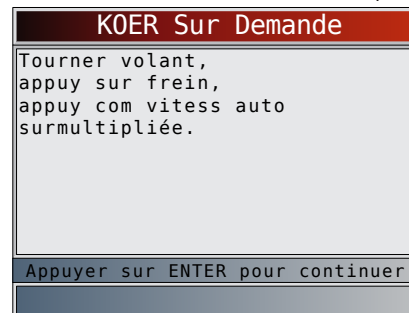 KOER Sur Demande
Tourner volant,
appuy sur frein,
appuy com vitess auto
surmultipliée.
Appuyer sur ENTER pour continuer